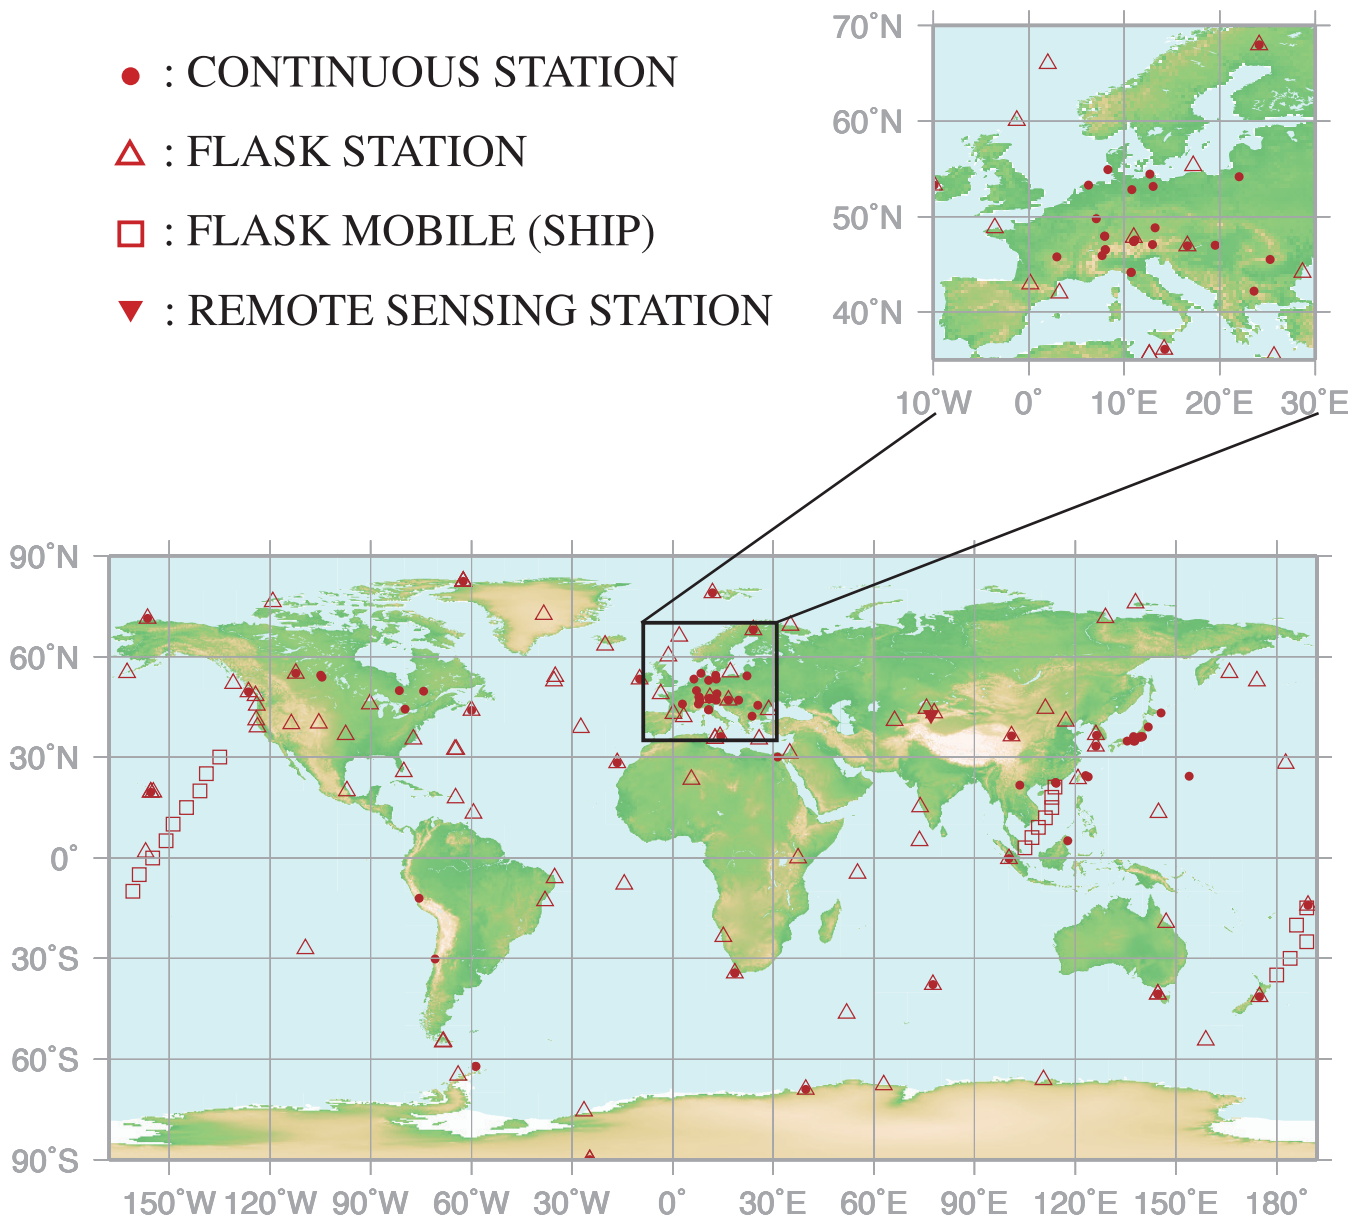 : CONTINUOUS STATION
: FLASK STATION
: FLASK MOBILE (SHIP)
: REMOTE SENSING STATION
70˚N
60˚N
50˚N
40˚N
10˚W 0˚ 10˚E 20˚E 30˚E
90˚N
60˚N
30˚N
0˚
30˚S
60˚S
90˚S
150˚W 120˚W 90˚W 60˚W 30˚W 0˚ 30˚E 60˚E 90˚E 120˚E 150˚E 180˚